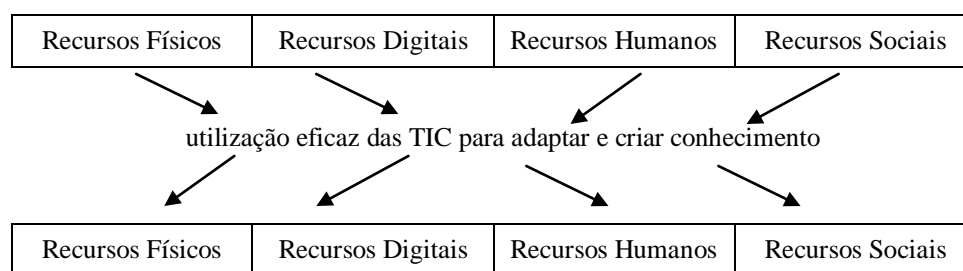 Recursos Físicos Recursos Digitais Recursos Humanos Recursos Sociais
utilização eficaz das TIC para adaptar e criar conhecimento
Recursos Físicos Recursos Digitais Recursos Humanos Recursos Sociais